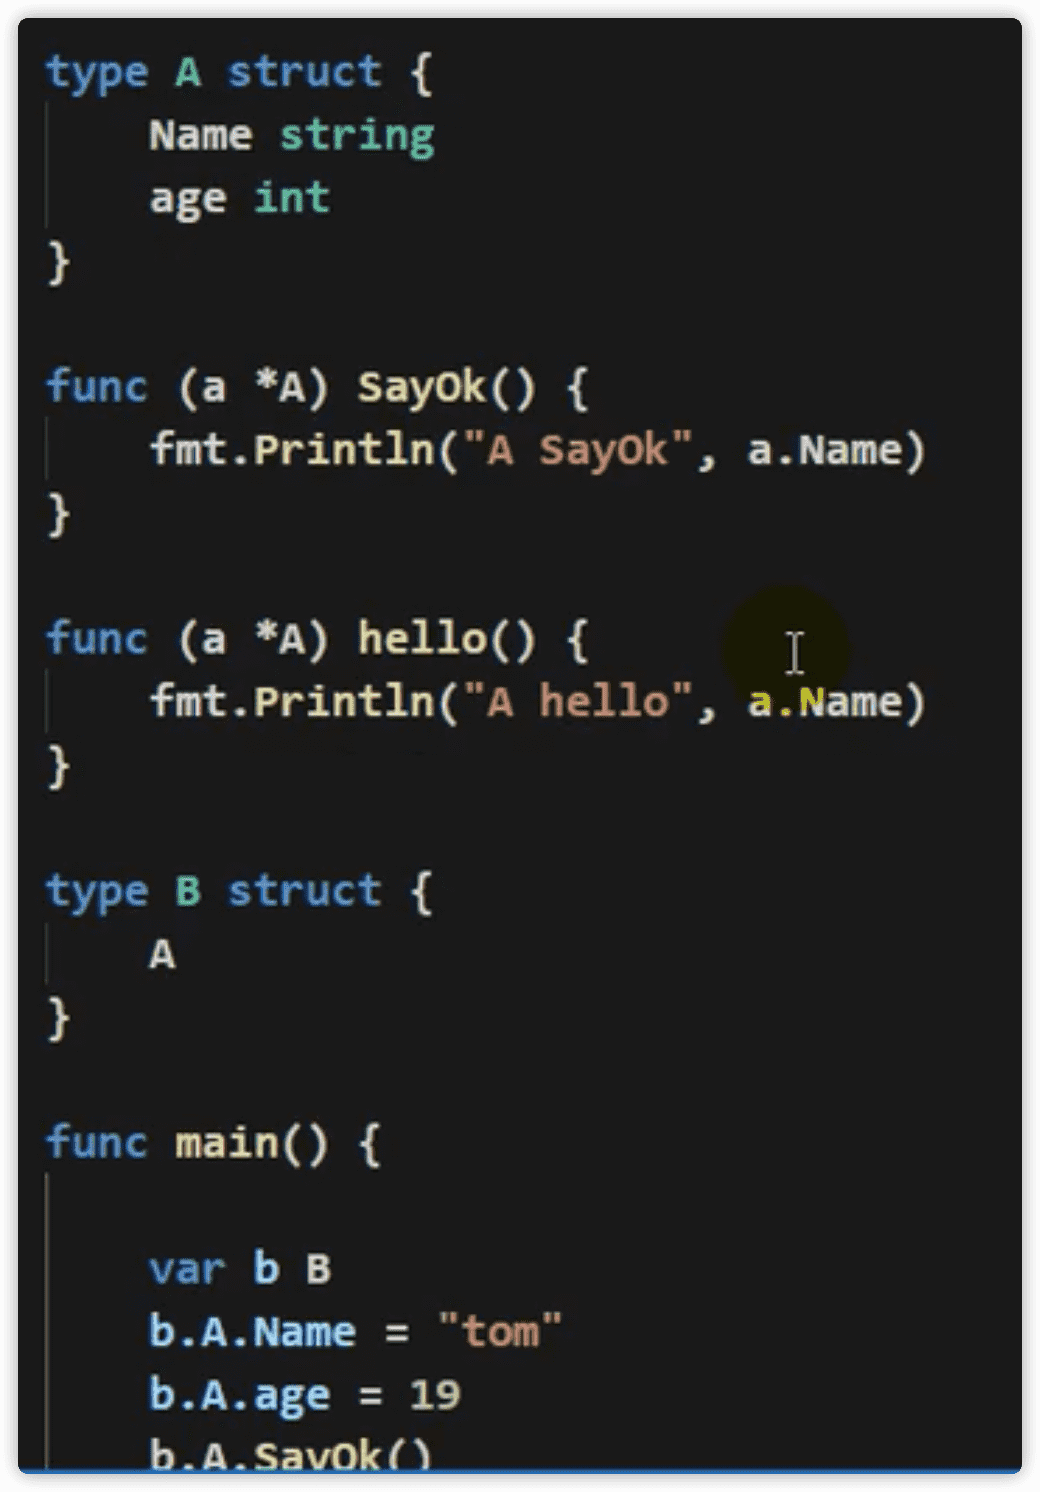 type A struct {
    Name string
    age int
}

func (a *A) SayOk() {
    fmt.Println("A SayOk", a.Name)
}

func (a *A) hello() {
    fmt.Println("A hello", a.Name)
}

type B struct {
    A
}

func main() {

    var b B
    b.A.Name = "tom"
    b.A.age = 19
    b.A.SayOk()